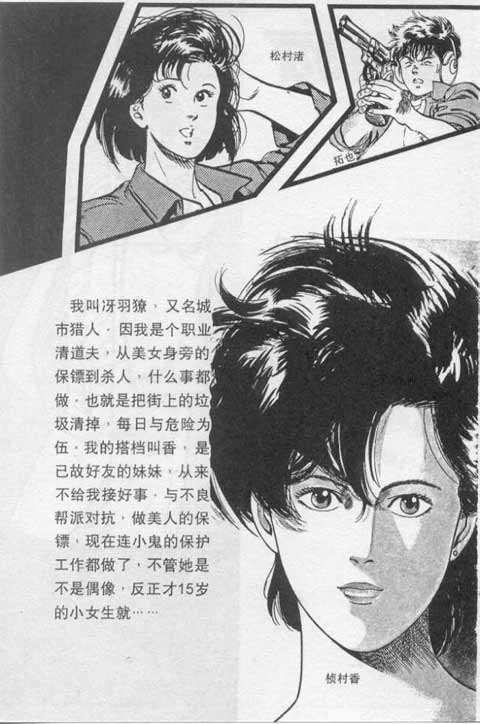 松村渚
拓也
我叫冴羽獠，又名城
市猎人．因我是个职业
清道夫，从美女身旁的
保镖到杀人，什么事都
做．也就是把街上的垃
圾清掉，每日与危险为
伍．我的搭档叫香，是
已故好友的妹妹，从来
不给我接好事．与不良
帮派对抗，做美人的保
镖，现在连小鬼的保护
工作都做了，不管她是
不是偶像，反正才15岁
的小女生就……
桢村香